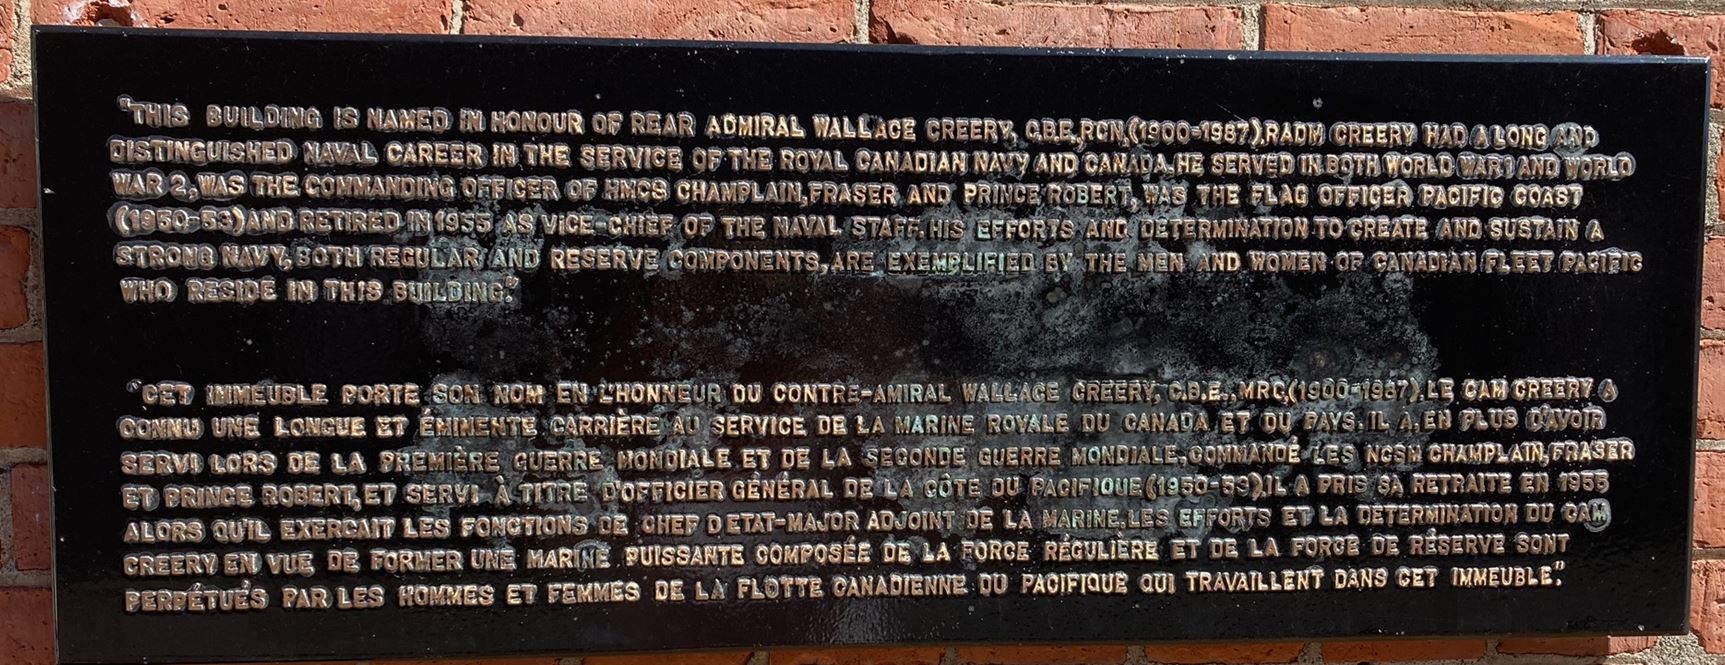 "THIS BUILDING IS NAMED IN HONOUR OF REAR ADMIRAL WALLACE CREERY, C.B.E.,RCN,(1900-1987),RADM CREERY HAD A LONG AND
DISTINGUISHED NAVAL CAREER IN THE SERVICE OF THE ROYAL CANADIAN NAVY AND CANADA.HE SERVED IN BOTH WORLD WAR 1 AND WORLD
WAR 2,WAS THE COMMANDING OFFICER OF HMCS CHAMPLAIN,FRASER AND PRINCE ROBERT, WAS THE FLAG OFFICER PACIFIC COAST
(1950-53)AND RETIRED IN 1955 AS VICE-CHIEF OF THE NAVAL STAFF.HIS EFFORTS AND DETERMINATION TO CREATE AND SUSTAIN A
STRONG NAVY, BOTH REGULAR AND RESERVE COMPONENTS,ARE EXEMPLIFIED BY THE MEN AND WOMEN OF CANADIAN FLEET PACIFIC
WHO RESIDE IN THIS BUILDING."
"CET IMMEUBLE PORTE SON NOM EN L'HONNEUR DU CONTRE-AMIRAL WALLACE CREERY, C.B.E., MRC,(1900-1987).LE CAM CREERY A
CONNU UNE LONGUE ET ÉMINENTE CARRIÈRE AU SERVICE DE LA MARINE ROYALE DU CANADA ET DU PAYS. IL A,EN PLUS D'AVOIR
SERVI LORS DE LA PREMIÈRE GUERRE MONDIALE ET DE LA SECONDE GUERRE MONDIALE,COMMANDÉ LES NCSM CHAMPLAIN,FRASER
ET PRINCE ROBERT,ET SERVI À TITRE D'OFFICIER GÉNÉRAL DE LA CÔTE DU PACIFIQUE(1950-53),IL A PRIS SA RETRAITE EN 1955
ALORS QU'IL EXERCAIT LES FONCTIONS DE CHEF D ETAT-MAJOR ADJOINT DE LA MARINE.LES EFFORTS ET LA DETERMINATION DU CAM
CREERY EN VUE DE FORMER UNE MARINE PUISSANTE COMPOSÉE DE LA FORCE RÉGULIÈRE ET DE LA FORCE DE RÉSERVE SONT
PERPÉTUÉS PAR LES HOMMES ET FEMMES DE LA FLOTTE CANADIENNE DU PACIFIQUE QUI TRAVAILLENT DANS CET IMMEUBLE."